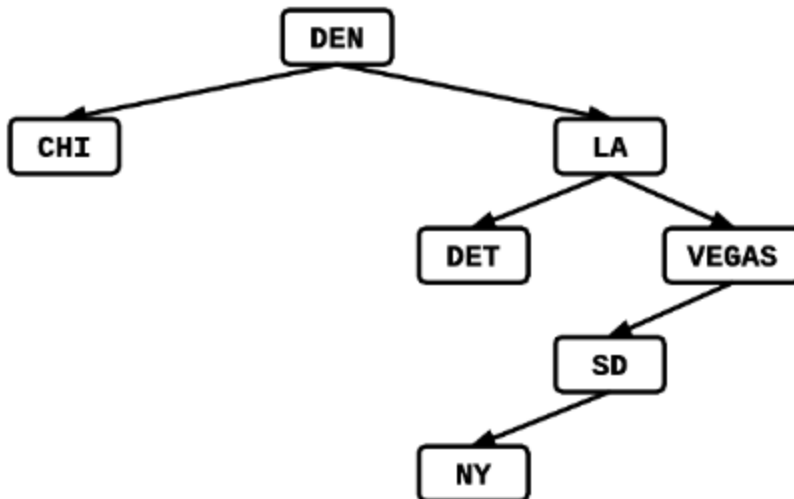 DEN
CHI
LA
DET
VEGAS
SD
NY